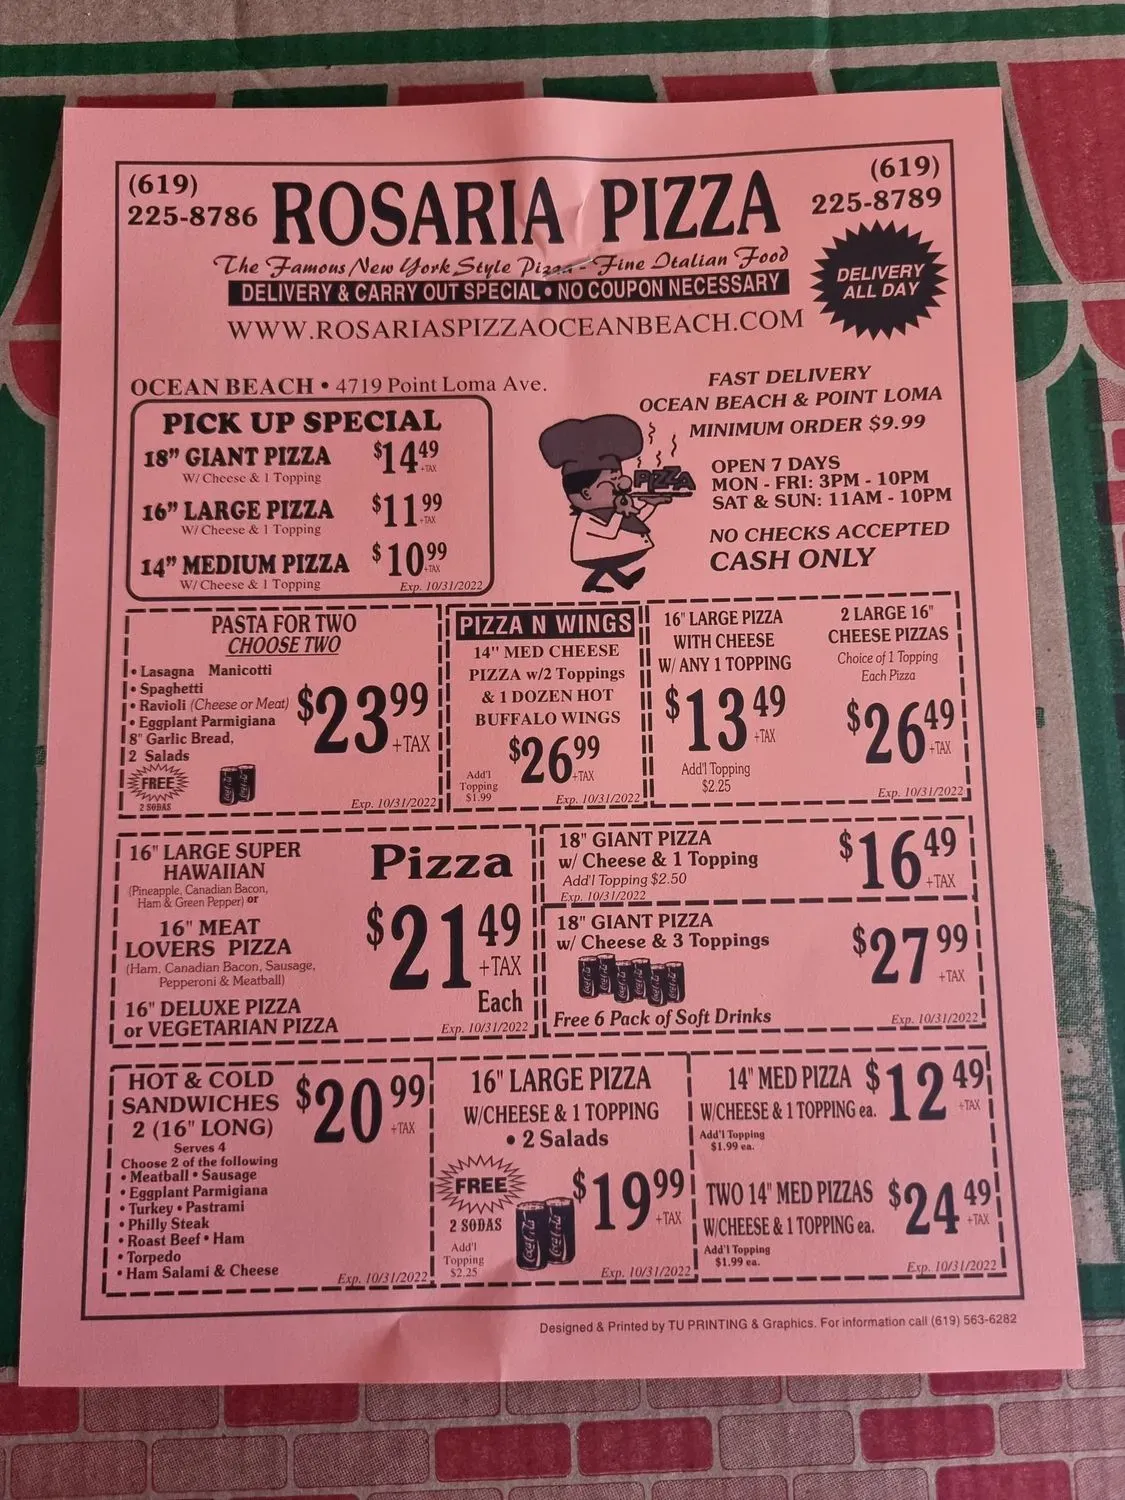 (619)
225-8786
ROSARIA PIZZA
(619)
225-8789
The Famous New York Style Pizza - Fine Italian Food
DELIVERY & CARRY OUT SPECIAL • NO COUPON NECESSARY
WWW.ROSARIASPIZZAOCEANBEACH.COM
DELIVERY
ALL DAY
OCEAN BEACH • 4719 Point Loma Ave.
PICK UP SPECIAL
18" GIANT PIZZA $14.49 +TAX
W/ Cheese & 1 Topping
16" LARGE PIZZA $11.99 +TAX
W/ Cheese & 1 Topping
14" MEDIUM PIZZA $10.99 +TAX
W/ Cheese & 1 Topping
Exp. 10/31/2022
PIZZA
FAST DELIVERY
OCEAN BEACH & POINT LOMA
MINIMUM ORDER $9.99
OPEN 7 DAYS
MON - FRI: 3PM - 10PM
SAT & SUN: 11AM - 10PM
NO CHECKS ACCEPTED
CASH ONLY
PASTA FOR TWO
CHOOSE TWO
• Lasagna Manicotti
• Spaghetti
• Ravioli (Cheese or Meat)
• Eggplant Parmigiana
8" Garlic Bread,
2 Salads
FREE
2 SODAS
$23.99
+TAX
Exp. 10/31/2022
PIZZA N WINGS
14" MED CHEESE
PIZZA w/2 Toppings
& 1 DOZEN HOT
BUFFALO WINGS
$26.99
+TAX
Add'l
Topping
$1.99
Exp. 10/31/2022
16" LARGE PIZZA
WITH CHEESE
W/ ANY 1 TOPPING
$13.49
+TAX
Add'l Topping
$2.25
2 LARGE 16"
CHEESE PIZZAS
Choice of 1 Topping
Each Pizza
$26.49
+TAX
Exp. 10/31/2022
16" LARGE SUPER
HAWAIIAN
(Pineapple, Canadian Bacon,
Ham & Green Pepper) or
16" MEAT
LOVERS PIZZA
(Ham, Canadian Bacon, Sausage,
Pepperoni & Meatball)
16" DELUXE PIZZA
or VEGETARIAN PIZZA
Pizza
$21.49
+TAX
Each
Exp. 10/31/2022
18" GIANT PIZZA
w/ Cheese & 1 Topping
Add'l Topping $2.50
Exp. 10/31/2022
$16.49
+TAX
18" GIANT PIZZA
w/ Cheese & 3 Toppings
Free 6 Pack of Soft Drinks
$27.99
+TAX
Exp. 10/31/2022
HOT & COLD
SANDWICHES
2 (16" LONG)
Serves 4
Choose 2 of the following
• Meatball • Sausage
• Eggplant Parmigiana
• Turkey • Pastrami
• Philly Steak
• Roast Beef • Ham
• Torpedo
• Ham Salami & Cheese
$20.99
+TAX
Exp. 10/31/2022
16" LARGE PIZZA
W/CHEESE & 1 TOPPING
• 2 Salads
FREE
2 SODAS
Add'l
Topping
$2.25
$19.99
+TAX
Exp. 10/31/2022
14" MED PIZZA
W/CHEESE & 1 TOPPING ea.
Add'l Topping
$1.99 ea.
$12.49
+TAX
TWO 14" MED PIZZAS
W/CHEESE & 1 TOPPING ea.
Add'l Topping
$1.99 ea.
$24.49
+TAX
Exp. 10/31/2022
Designed & Printed by TU PRINTING & Graphics. For information call (619) 563-6282